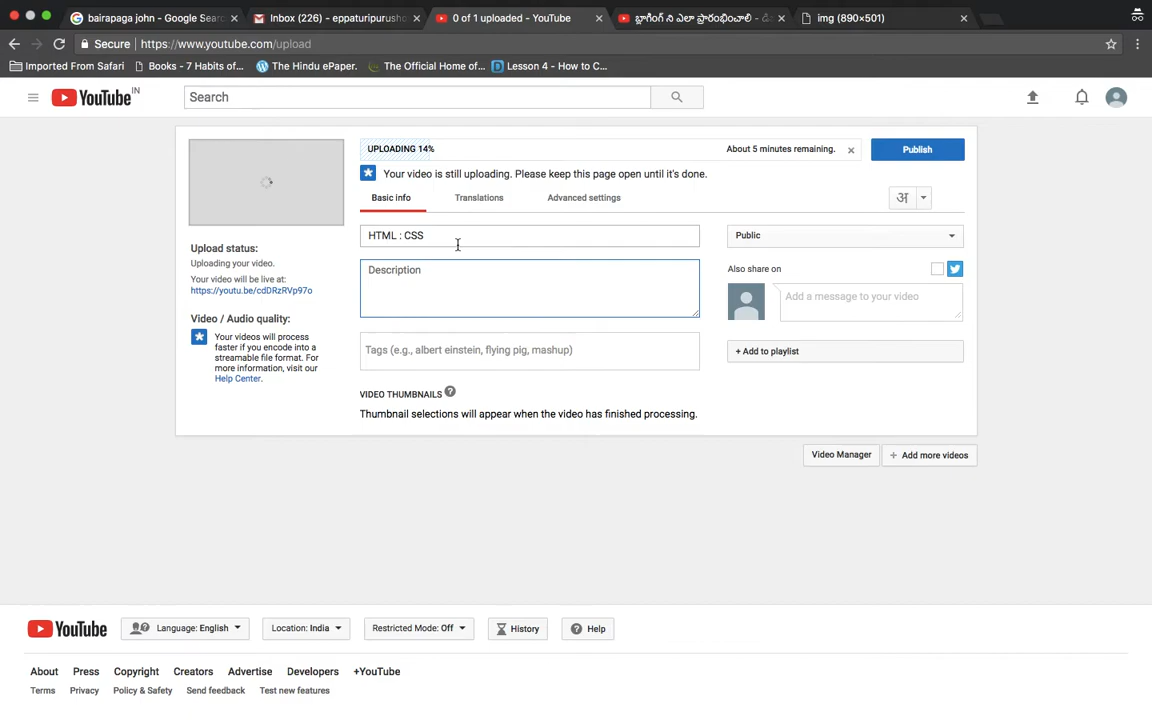 bairapaga john - Google Searc
Inbox (226) - eppaturipurusho
0 of 1 uploaded - YouTube
బ్లాగింగ్ ని ఎలా ప్రారంభించాలి - డి
img (890×501)
Secure
https://www.youtube.com/upload
Imported From Safari
Books - 7 Habits of...
The Hindu ePaper.
The Official Home of...
Lesson 4 - How to C...
YouTube IN
Search
UPLOADING 14%
About 5 minutes remaining.
Publish
Your video is still uploading. Please keep this page open until it's done.
Basic info
Translations
Advanced settings
अ
HTML : CSS
Public
Upload status:
Uploading your video.
Your video will be live at:
https://youtu.be/cdDRzRVp97o
Description
Also share on
Add a message to your video
Video / Audio quality:
Your videos will process
faster if you encode into a
streamable file format. For
more information, visit our
Help Center.
Tags (e.g., albert einstein, flying pig, mashup)
+ Add to playlist
VIDEO THUMBNAILS ?
Thumbnail selections will appear when the video has finished processing.
Video Manager
+ Add more videos
YouTube
Language: English
Location: India
Restricted Mode: Off
History
Help
About
Press
Copyright
Creators
Advertise
Developers
+YouTube
Terms
Privacy
Policy & Safety
Send feedback
Test new features